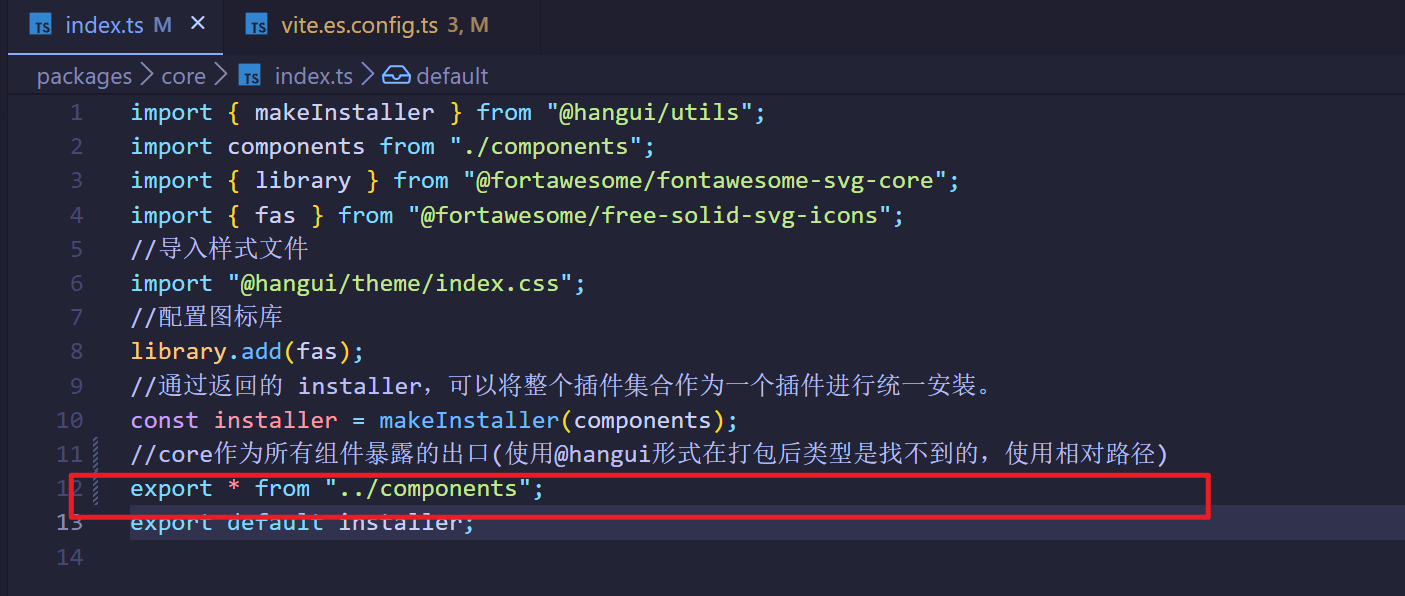 TS index.ts M ×
TS vite.es.config.ts 3, M
packages > core > TS index.ts > default
1 import { makeInstaller } from "@hangui/utils";
2 import components from "./components";
3 import { library } from "@fortawesome/fontawesome-svg-core";
4 import { fas } from "@fortawesome/free-solid-svg-icons";
5 //导入样式文件
6 import "@hangui/theme/index.css";
7 //配置图标库
8 library.add(fas);
9 //通过返回的 installer，可以将整个插件集合作为一个插件进行统一安装。
10 const installer = makeInstaller(components);
11 //core作为所有组件暴露的出口(使用@hangui形式在打包后类型是找不到的，使用相对路径)
12 export * from "../components";
13 export default installer;
14